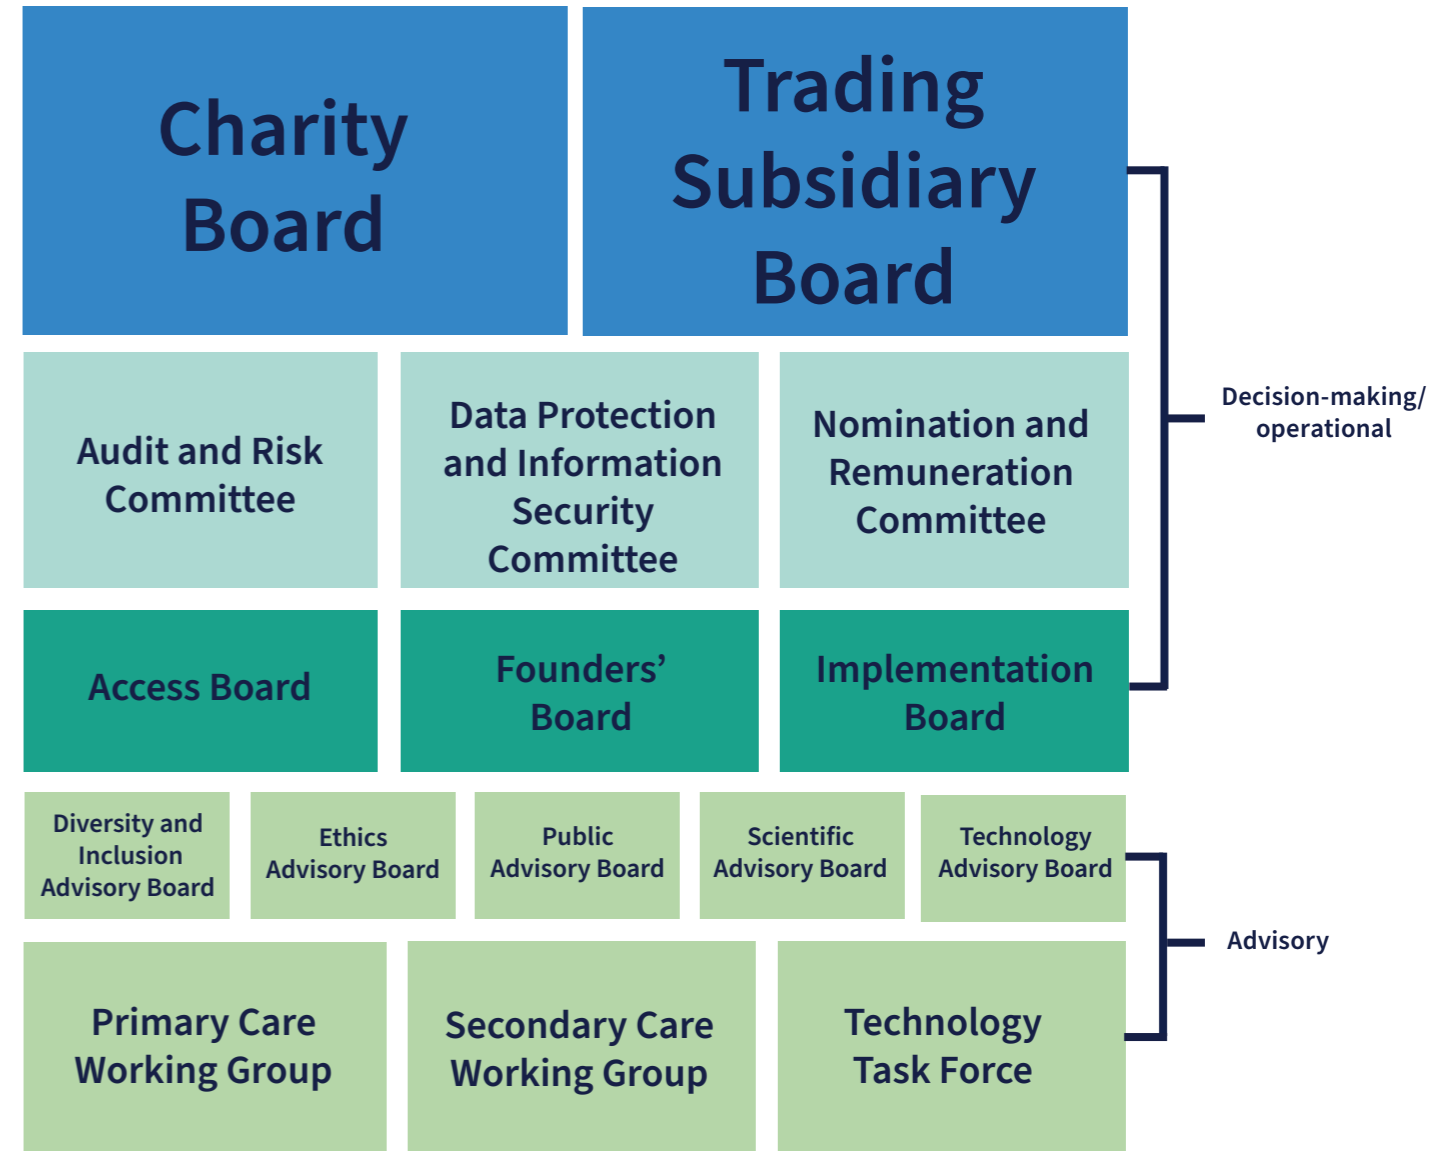 Charity
Board
Trading
Subsidiary
Board
Audit and Risk
Committee
Data Protection
and Information
Security
Committee
Nomination and
Remuneration
Committee
Decision-making/
operational
Access Board
Founders’
Board
Implementation
Board
Diversity and
Inclusion
Advisory Board
Ethics
Advisory Board
Public
Advisory Board
Scientific
Advisory Board
Technology
Advisory Board
Advisory
Primary Care
Working Group
Secondary Care
Working Group
Technology
Task Force